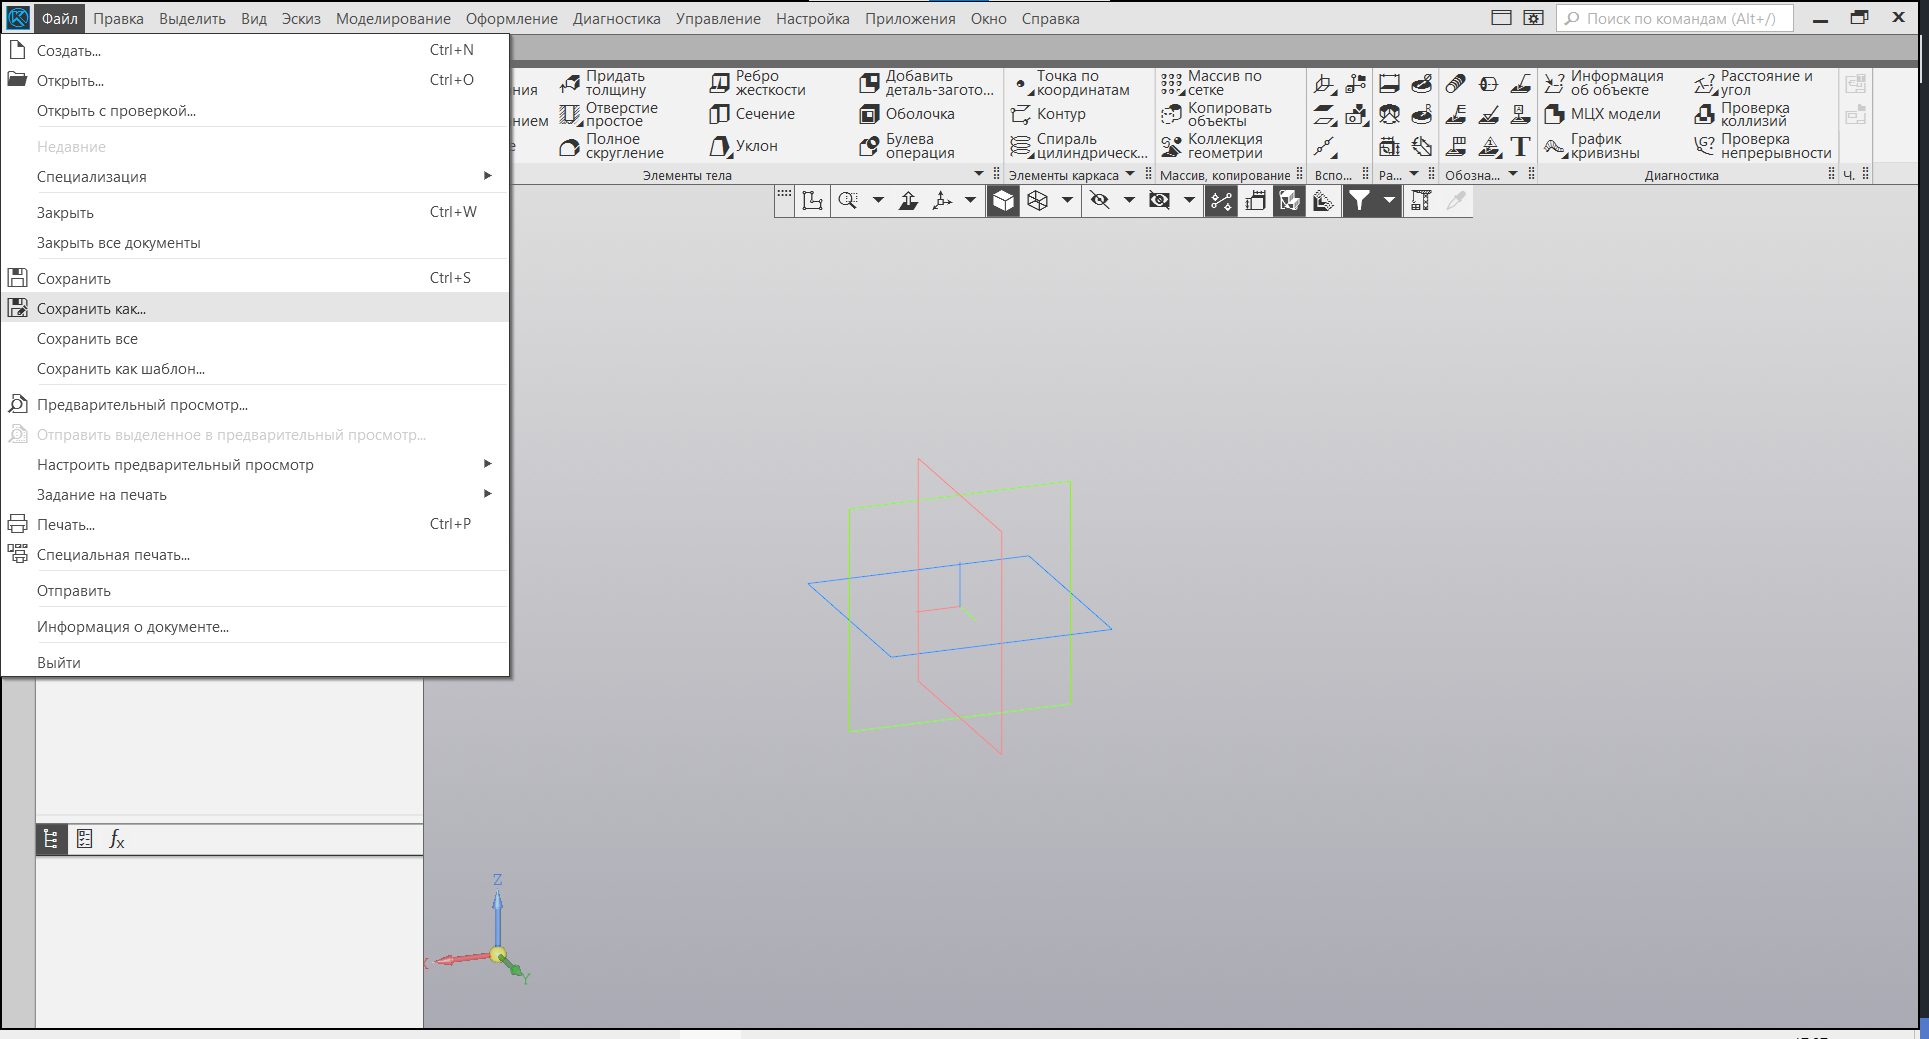 Файл Правка Выделить Вид Эскиз Моделирование Оформление Диагностика Управление Настройка Приложения Окно Справка
Поиск по командам (Alt+/)
Создать... Ctrl+N
Открыть... Ctrl+O
Открыть с проверкой...
Недавние
Специализация
Закрыть Ctrl+W
Закрыть все документы
Сохранить Ctrl+S
Сохранить как...
Сохранить все
Сохранить как шаблон...
Предварительный просмотр...
Отправить выделенное в предварительный просмотр...
Настроить предварительный просмотр
Задание на печать
Печать... Ctrl+P
Специальная печать...
Отправить
Информация о документе...
Выйти
ния
нием
е
Придать
толщину
Отверстие
простое
Полное
скругление
Ребро
жесткости
Сечение
Уклон
Добавить
деталь-загото...
Оболочка
Булева
операция
Элементы тела
Точка по
координатам
Контур
Спираль
цилиндрическ...
Элементы каркаса
Массив по
сетке
Копировать
объекты
Коллекция
геометрии
Массив, копирование
Вспо...
Ра...
Обозна...
Информация
об объекте
МЦХ модели
График
кривизны
Расстояние и
угол
Проверка
коллизий
Проверка
непрерывности
Диагностика
Ч.
fx
Z
X
Y